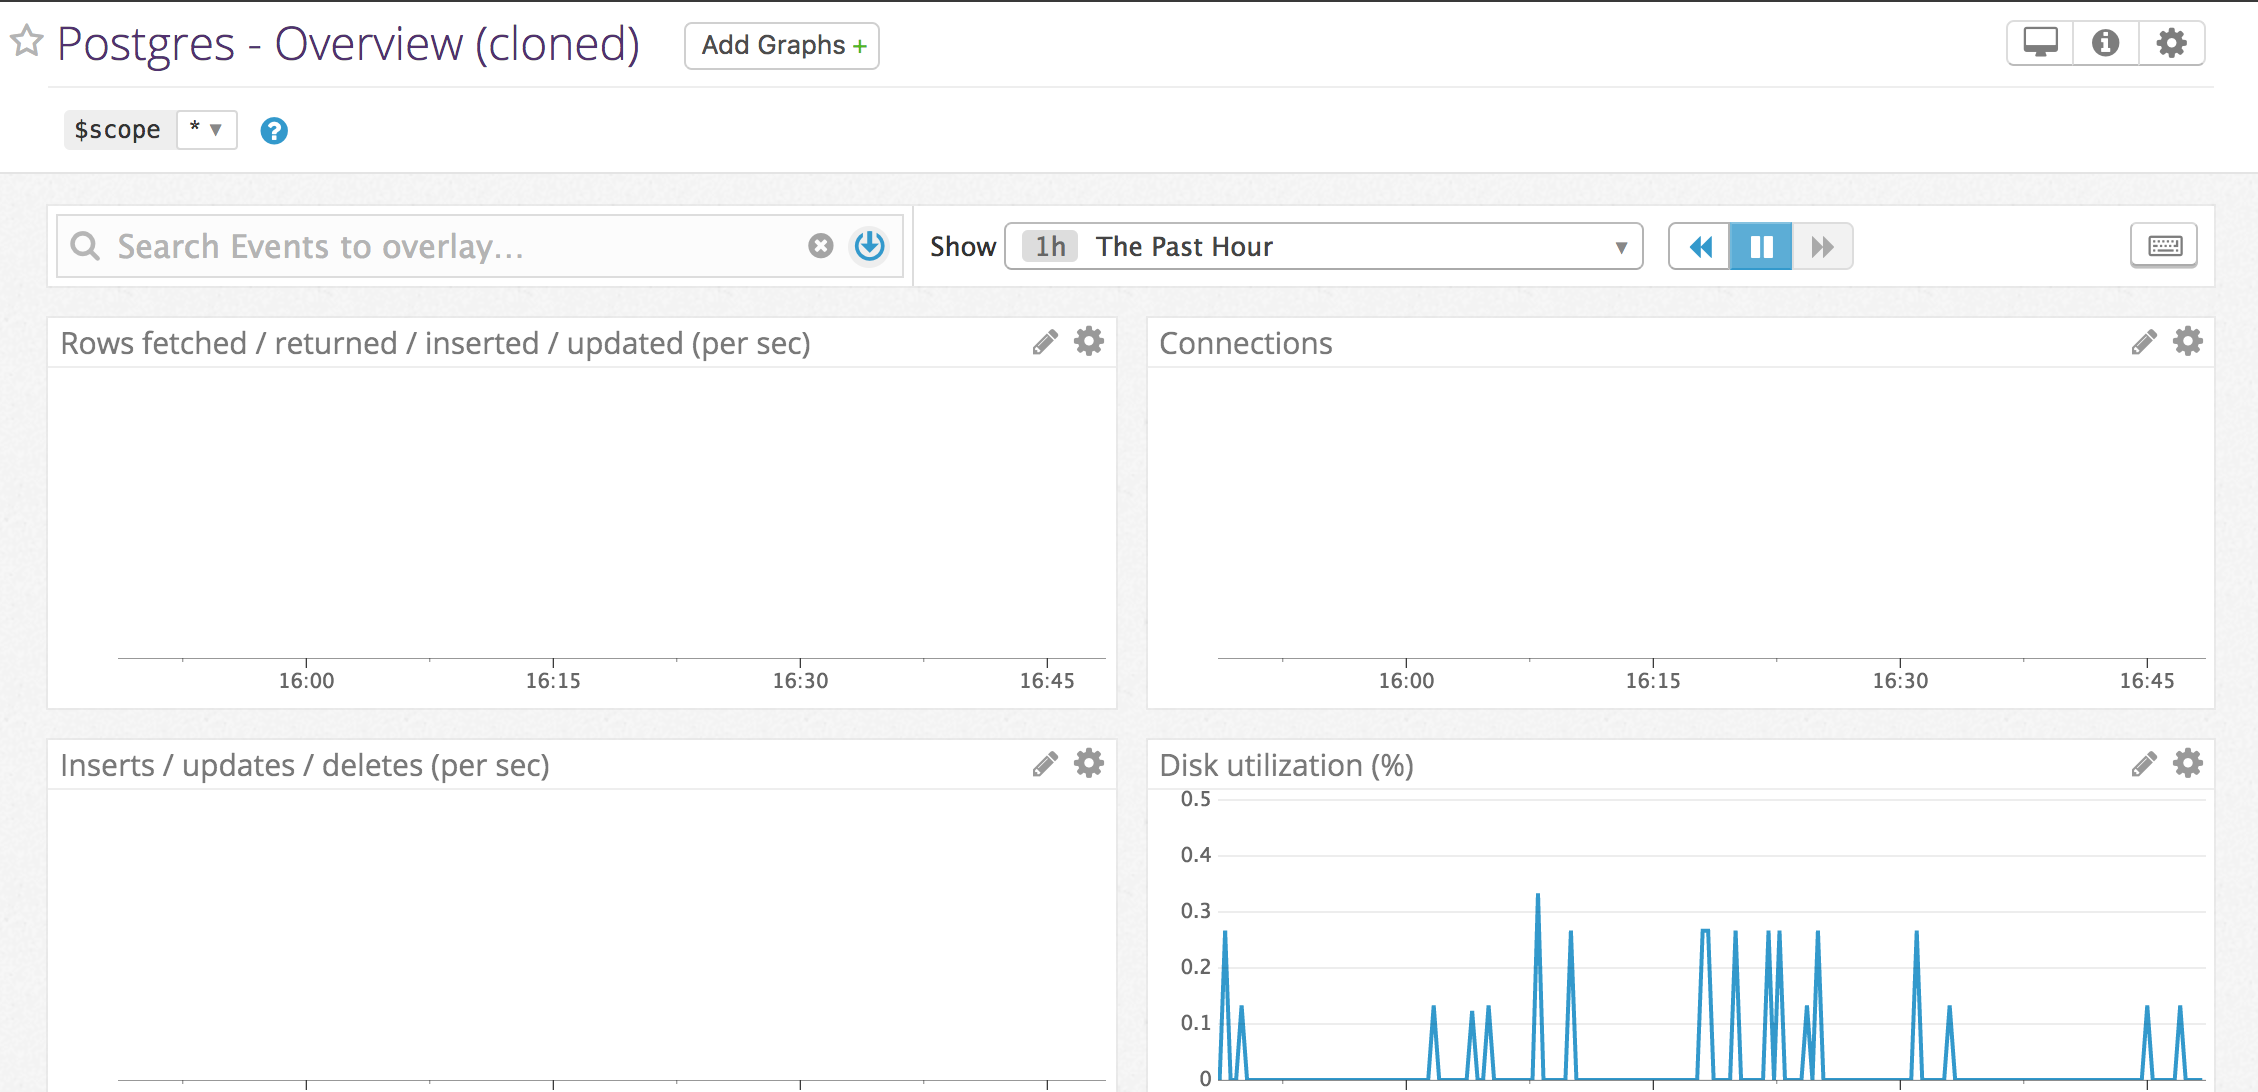 Postgres - Overview (cloned)
Add Graphs +
$scope * ▼
?
Search Events to overlay...
Show 1h The Past Hour ▼
Rows fetched / returned / inserted / updated (per sec)
16:00 16:15 16:30 16:45
Connections
16:00 16:15 16:30 16:45
Inserts / updates / deletes (per sec)
Disk utilization (%)
0.5
0.4
0.3
0.2
0.1
0